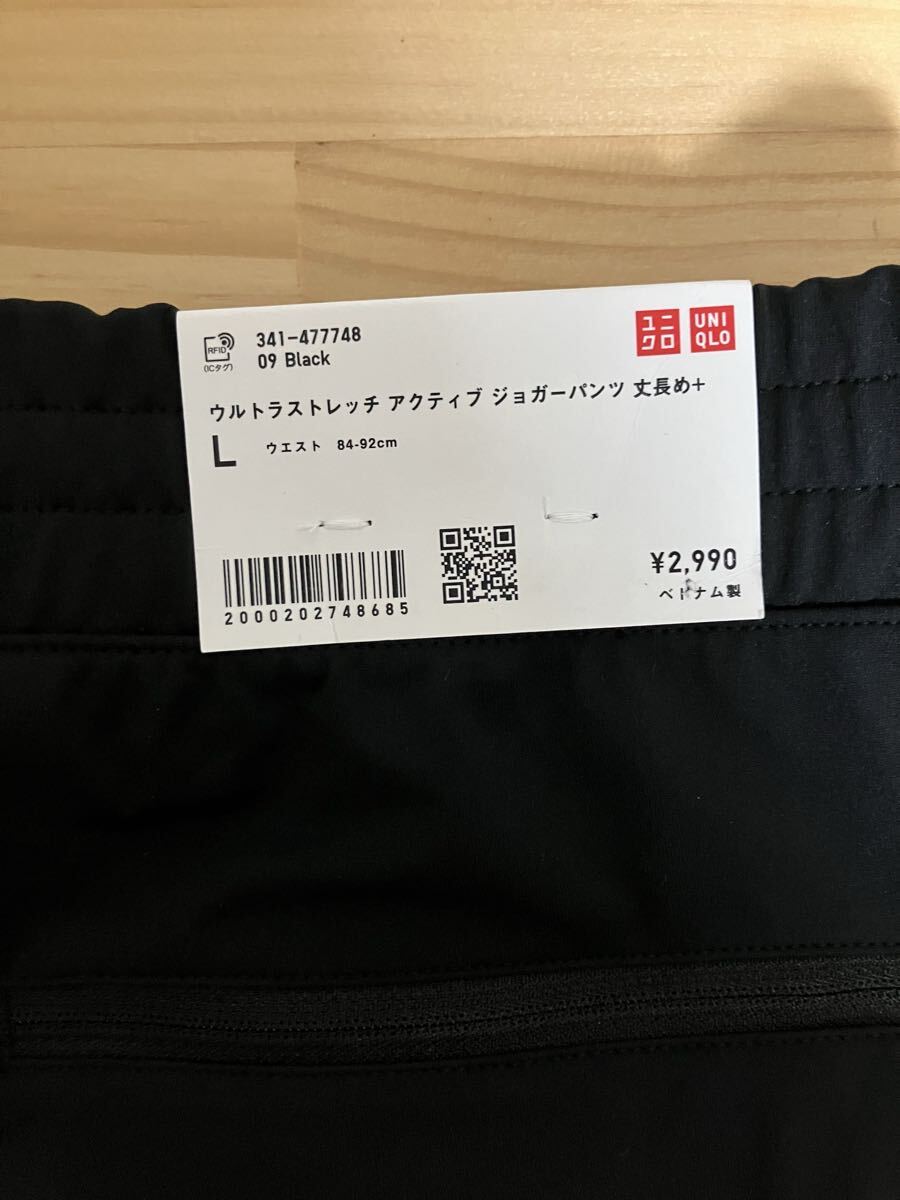 RFID
(ICタグ)
341-477748
09 Black
ユニ
クロ
UNI
QLO
ウルトラストレッチ アクティブ ジョガーパンツ 丈長め+
L ウエスト 84-92cm
2000202748685
¥2,990
ベトナム製